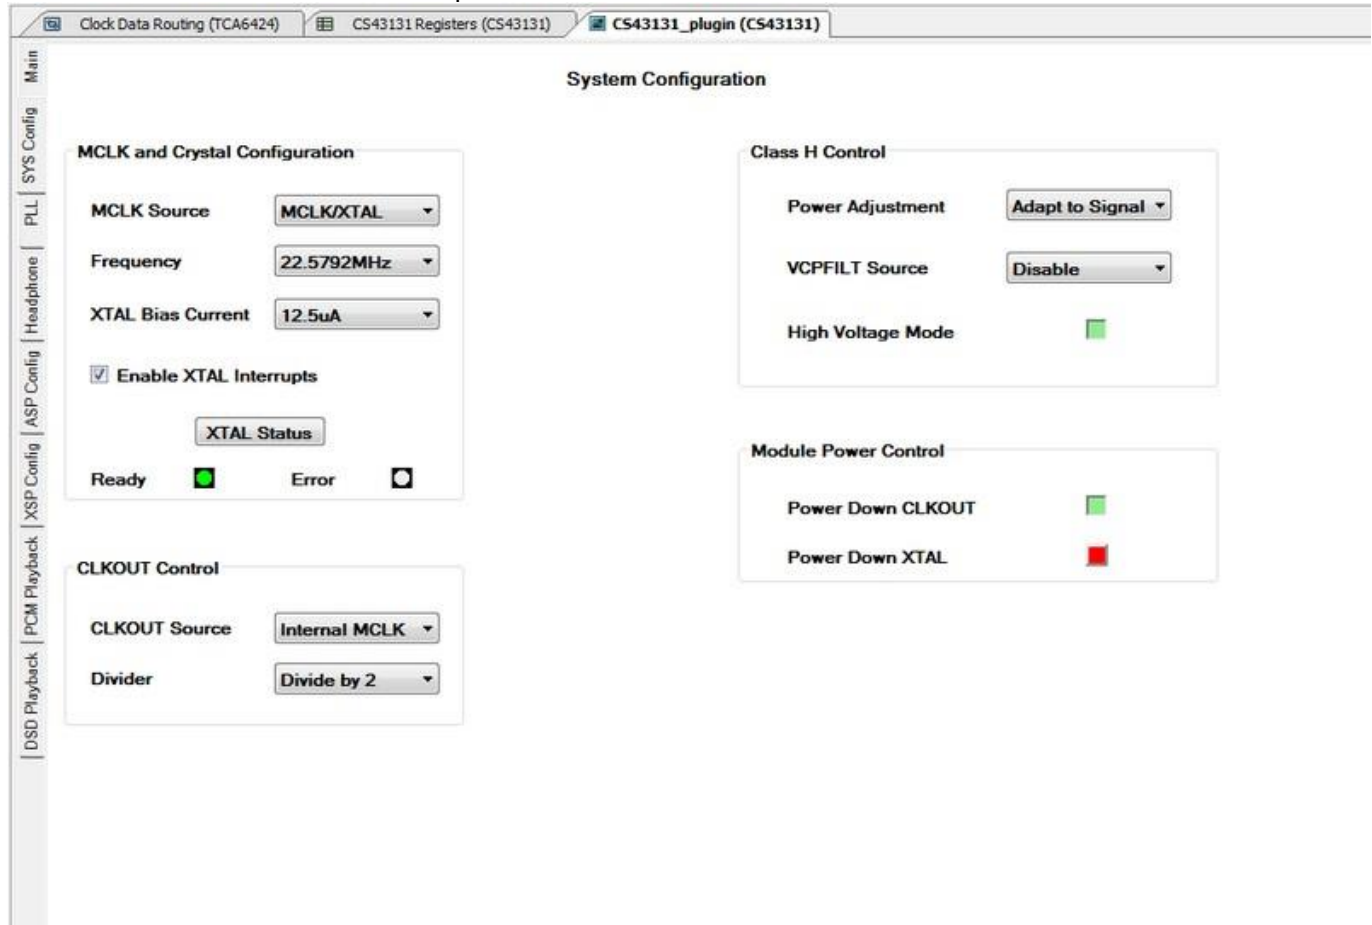 Clock Data Routing (TCA6424)
CS43131 Registers (CS43131)
CS43131_plugin (CS43131)
Main
SYS Config
PLL
Headphone
ASP Config
XSP Config
PCM Playback
DSD Playback
System Configuration
MCLK and Crystal Configuration
MCLK Source
MCLK/XTAL
Frequency
22.5792MHz
XTAL Bias Current
12.5uA
Enable XTAL Interrupts
XTAL Status
Ready
Error
CLKOUT Control
CLKOUT Source
Internal MCLK
Divider
Divide by 2
Class H Control
Power Adjustment
Adapt to Signal
VCPFILT Source
Disable
High Voltage Mode
Module Power Control
Power Down CLKOUT
Power Down XTAL